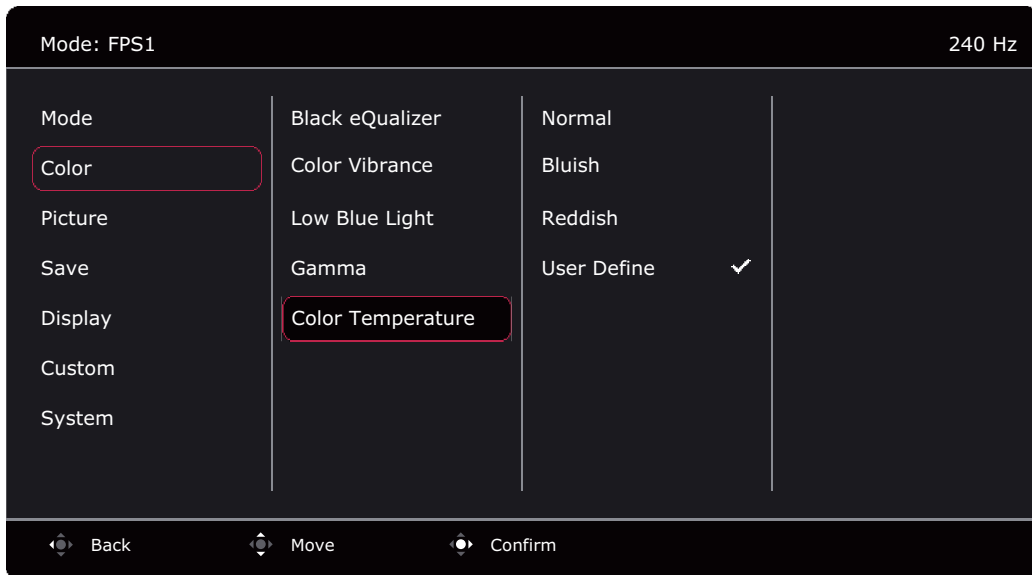 Mode: FPS1
240 Hz
Mode
Color
Picture
Save
Display
Custom
System
Black eQualizer
Color Vibrance
Low Blue Light
Gamma
Color Temperature
Normal
Bluish
Reddish
User Define
Back
Move
Confirm